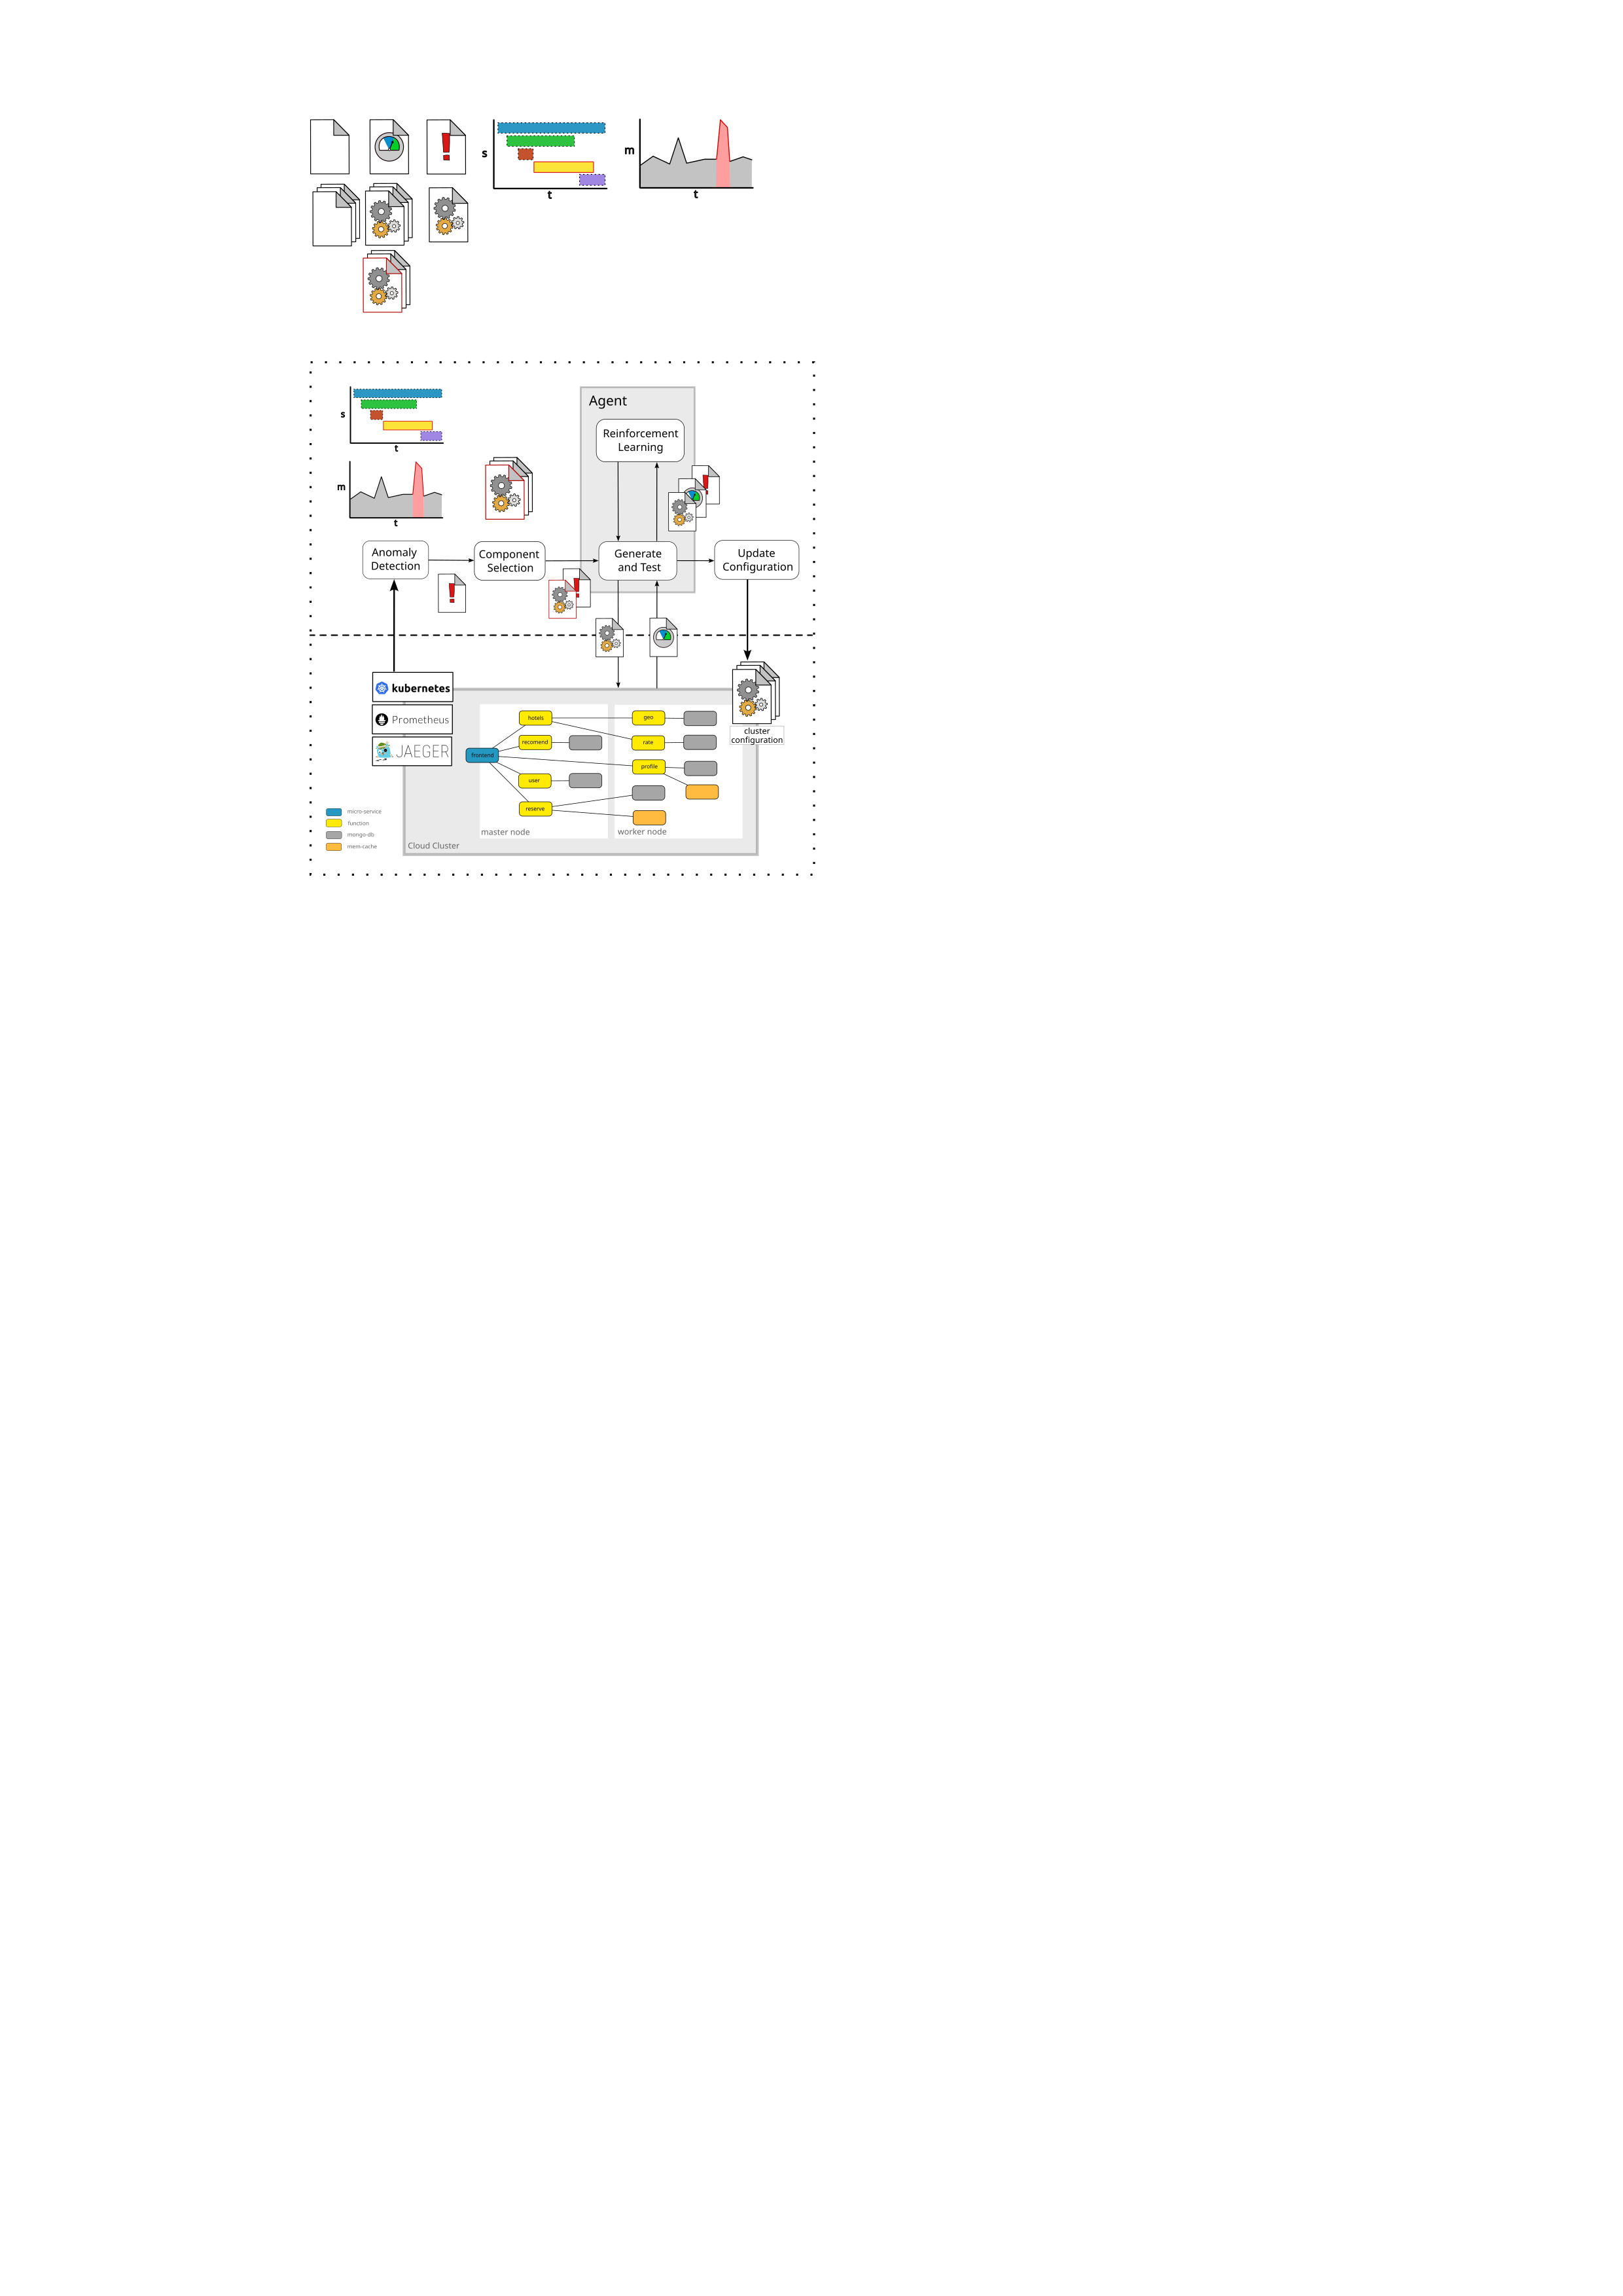 s
t
m
t
Agent
Reinforcement
Learning
s
t
m
t
Anomaly
Detection
Component
Selection
Generate
and Test
Update
Configuration
kubernetes
Prometheus
JAEGER
cluster
configuration
hotels
geo
recomend
rate
frontend
profile
user
reserve
master node
worker node
Cloud Cluster
micro-service
function
mongo-db
mem-cache